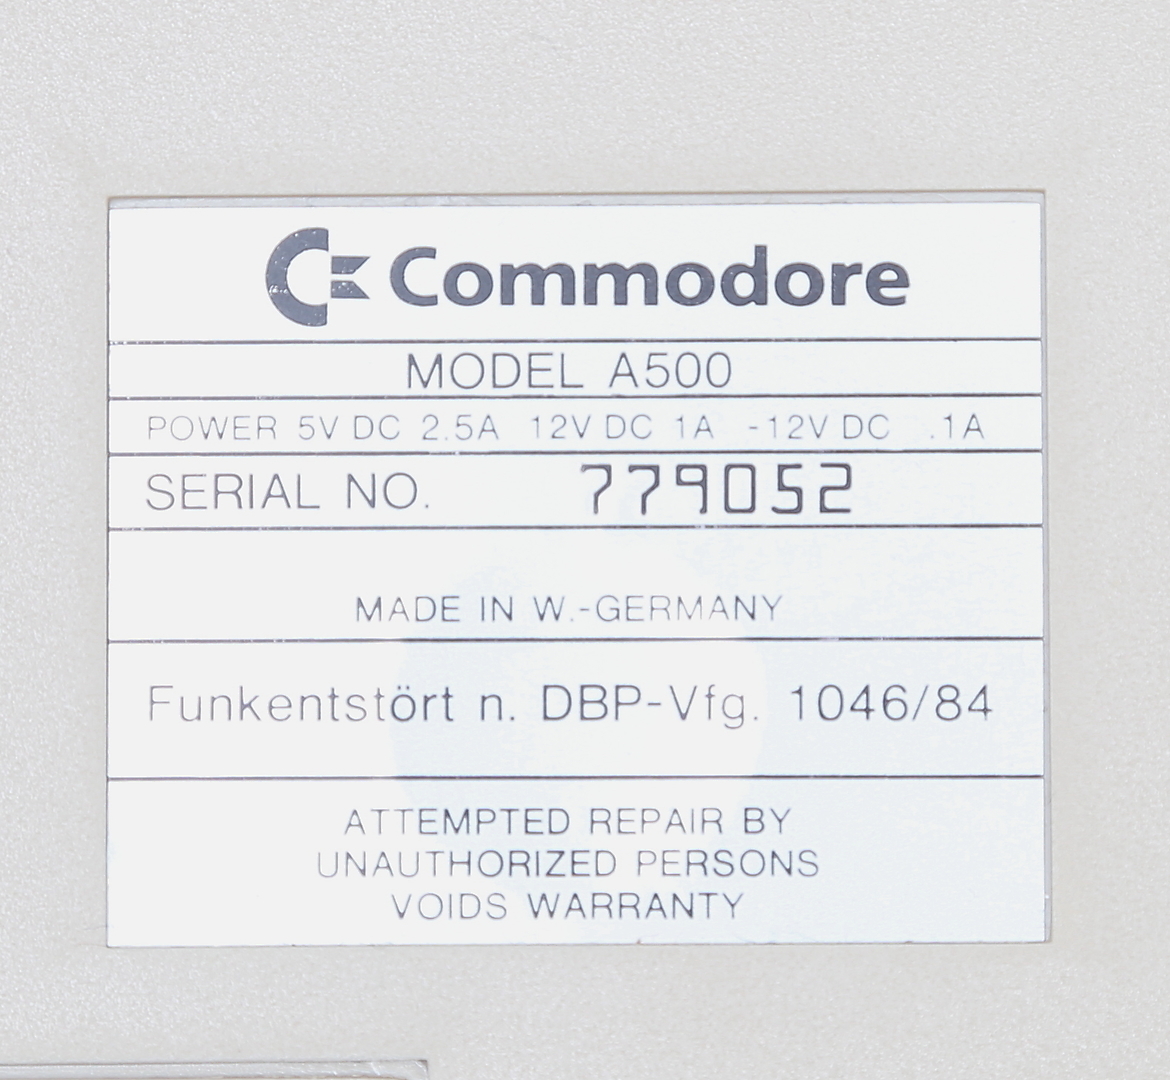 Commodore
MODEL A500
POWER 5V DC 2.5A 12V DC 1A -12V DC .1A
SERIAL NO. 779052
MADE IN W.-GERMANY
Funkentstört n. DBP-Vfg. 1046/84
ATTEMPTED REPAIR BY
UNAUTHORIZED PERSONS
VOIDS WARRANTY